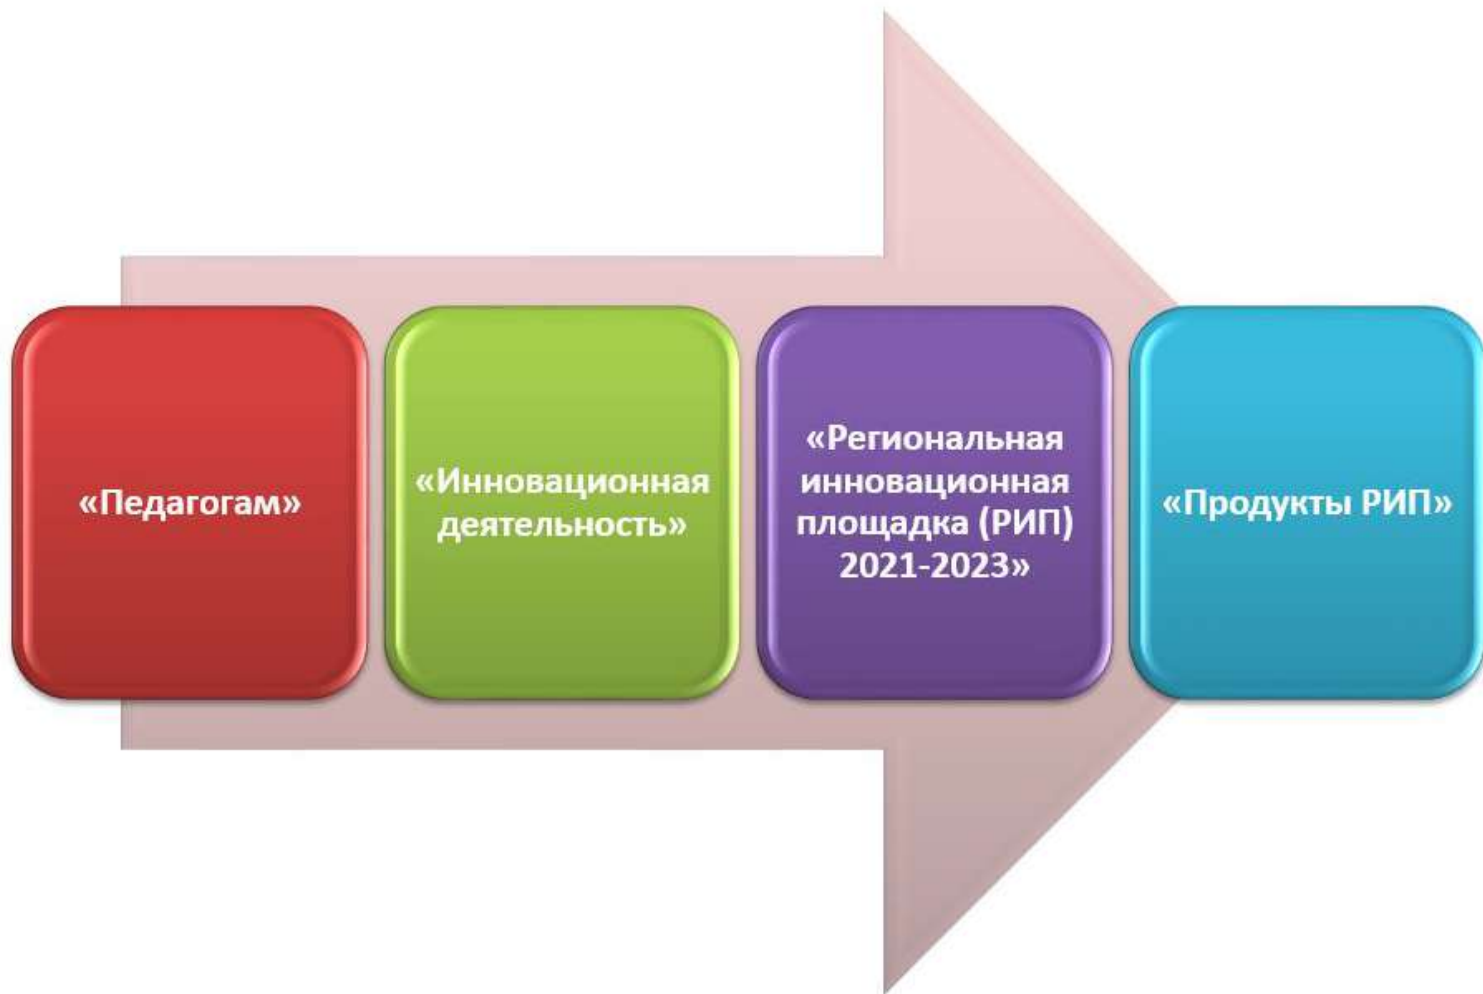 «Педагогам»
«Инновационная
деятельность»
«Региональная
инновационная
площадка (РИП)
2021-2023»
«Продукты РИП»